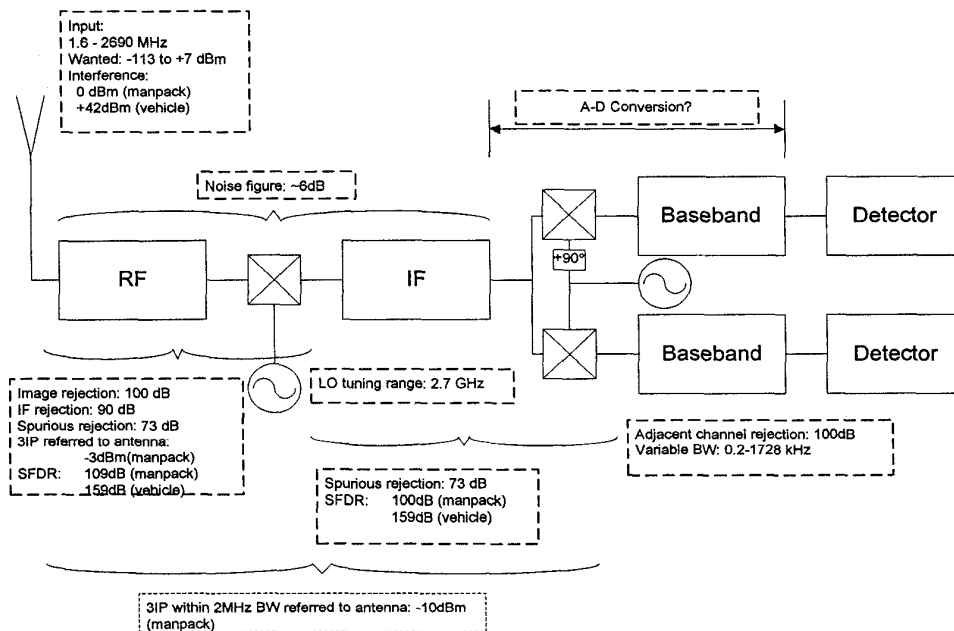 Input:
1.6 - 2690 MHz
Wanted: -113 to +7 dBm
Interference:
0 dBm (manpack)
+42dBm (vehicle)
A-D Conversion?
Noise figure: ~6dB
RF
IF
+90°
Baseband
Detector
Baseband
Detector
LO tuning range: 2.7 GHz
Image rejection: 100 dB
IF rejection: 90 dB
Spurious rejection: 73 dB
3IP referred to antenna:
-3dBm(manpack)
SFDR: 109dB (manpack)
159dB (vehicle)
Adjacent channel rejection: 100dB
Variable BW: 0.2-1728 kHz
Spurious rejection: 73 dB
SFDR: 100dB (manpack)
159dB (vehicle)
3IP within 2MHz BW referred to antenna: -10dBm
(manpack)